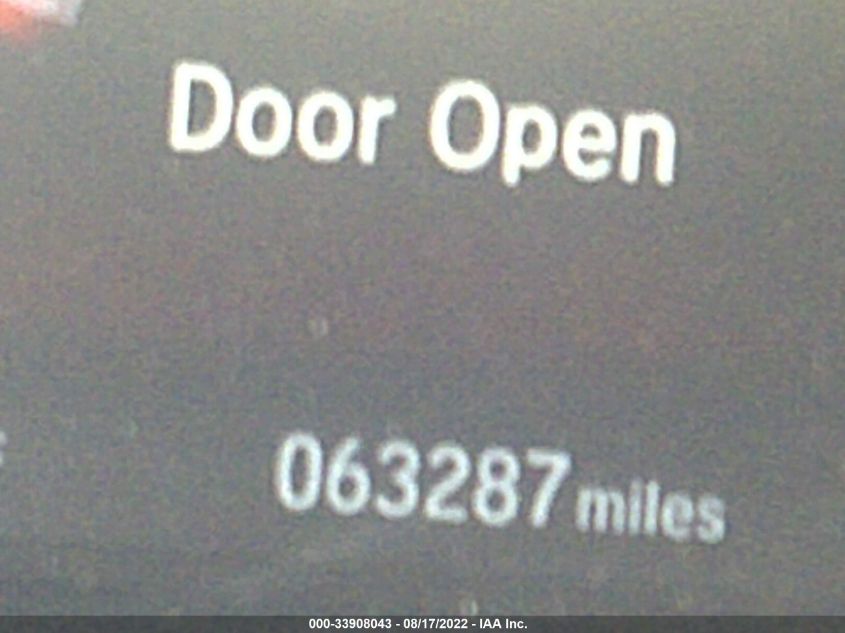 Door Open
063287 miles
000-33908043 - 08/17/2022 - IAA Inc.